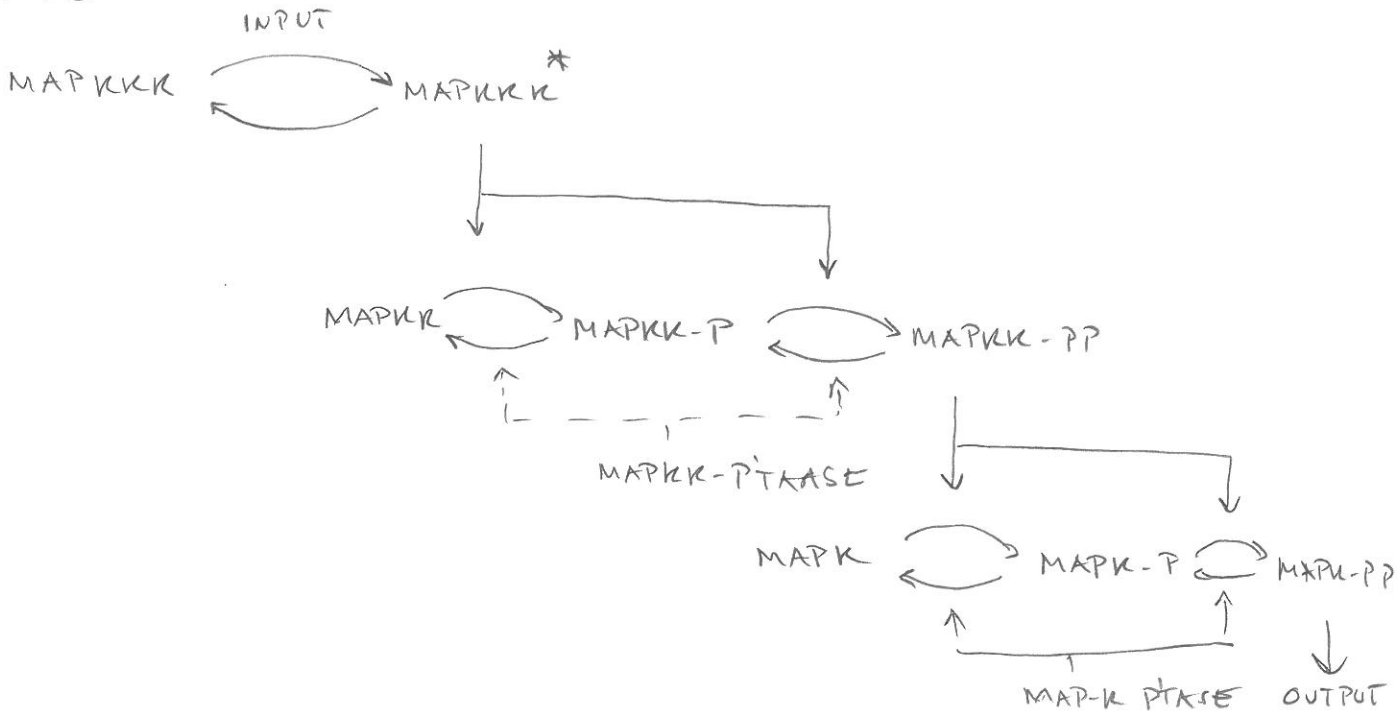 INPUT
MAPKKK MAPKKK*
MAPKK MAPKK-P MAPKK-PP
MAPKK-P'TAASE
MAPK MAPK-P MAPK-PP
MAP-K P'TASE OUTPUT